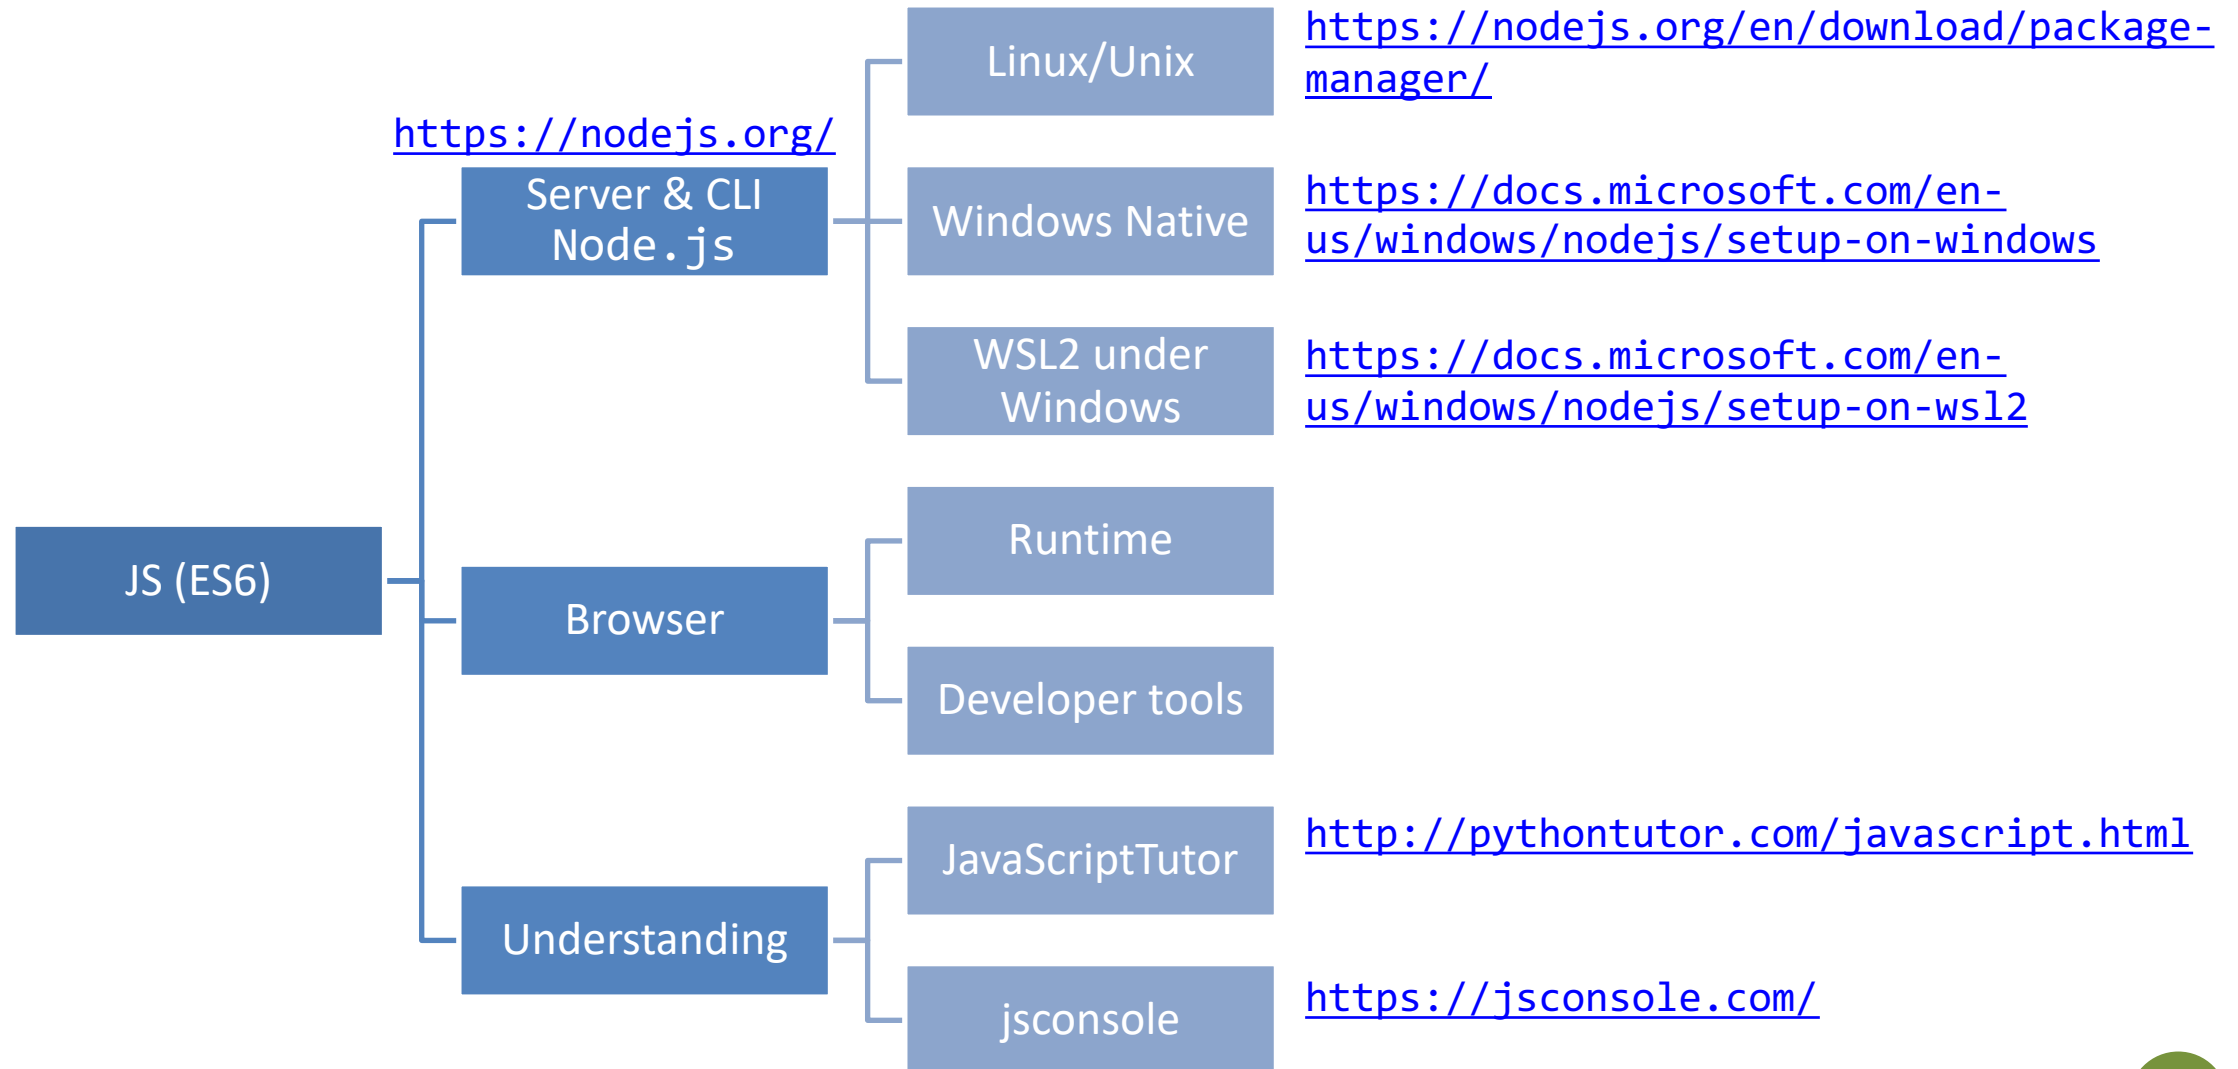 JS (ES6)
https://nodejs.org/
Server & CLI
Node.js
Linux/Unix
https://nodejs.org/en/download/package-
manager/
Windows Native
https://docs.microsoft.com/en-
us/windows/nodejs/setup-on-windows
WSL2 under
Windows
https://docs.microsoft.com/en-
us/windows/nodejs/setup-on-wsl2
Browser
Runtime
Developer tools
Understanding
JavaScriptTutor
http://pythontutor.com/javascript.html
jsconsole
https://jsconsole.com/